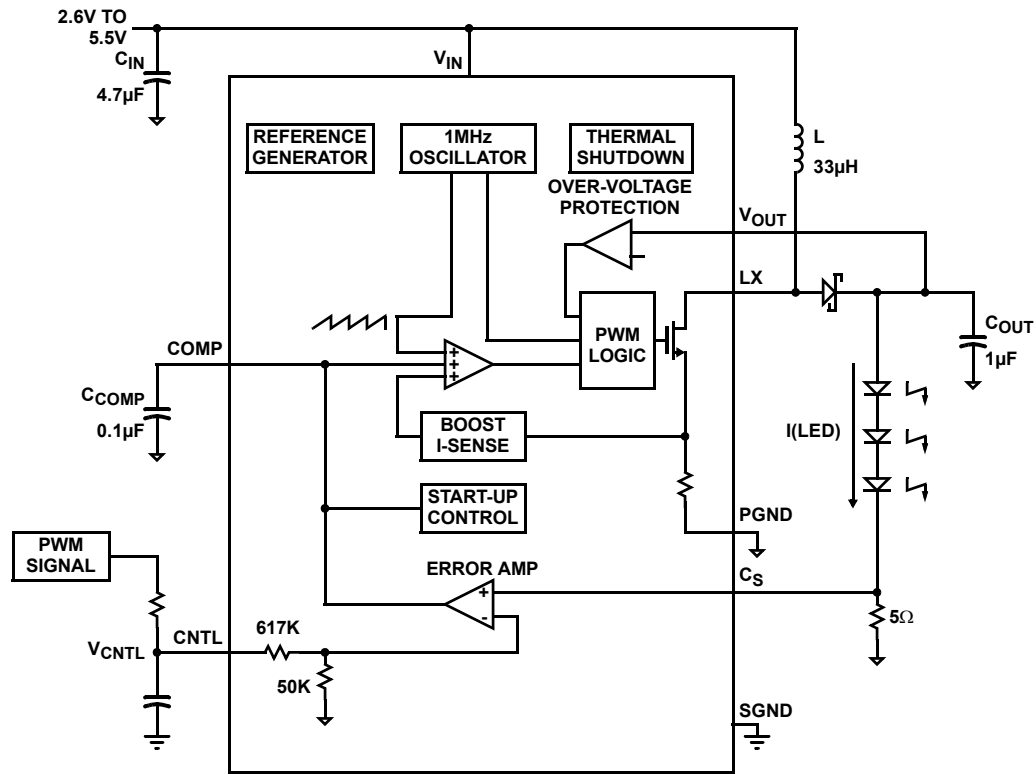 2.6V TO
5.5V
CIN
4.7µF
VIN
REFERENCE
GENERATOR
1MHz
OSCILLATOR
THERMAL
SHUTDOWN
L
33µH
OVER-VOLTAGE
PROTECTION
VOUT
LX
COUT
1µF
PWM
LOGIC
COMP
+
+
+
CCOMP
0.1µF
BOOST
I-SENSE
I(LED)
START-UP
CONTROL
PGND
PWM
SIGNAL
ERROR AMP
CS
+
-
5Ω
617K
CNTL
VCNTL
50K
SGND